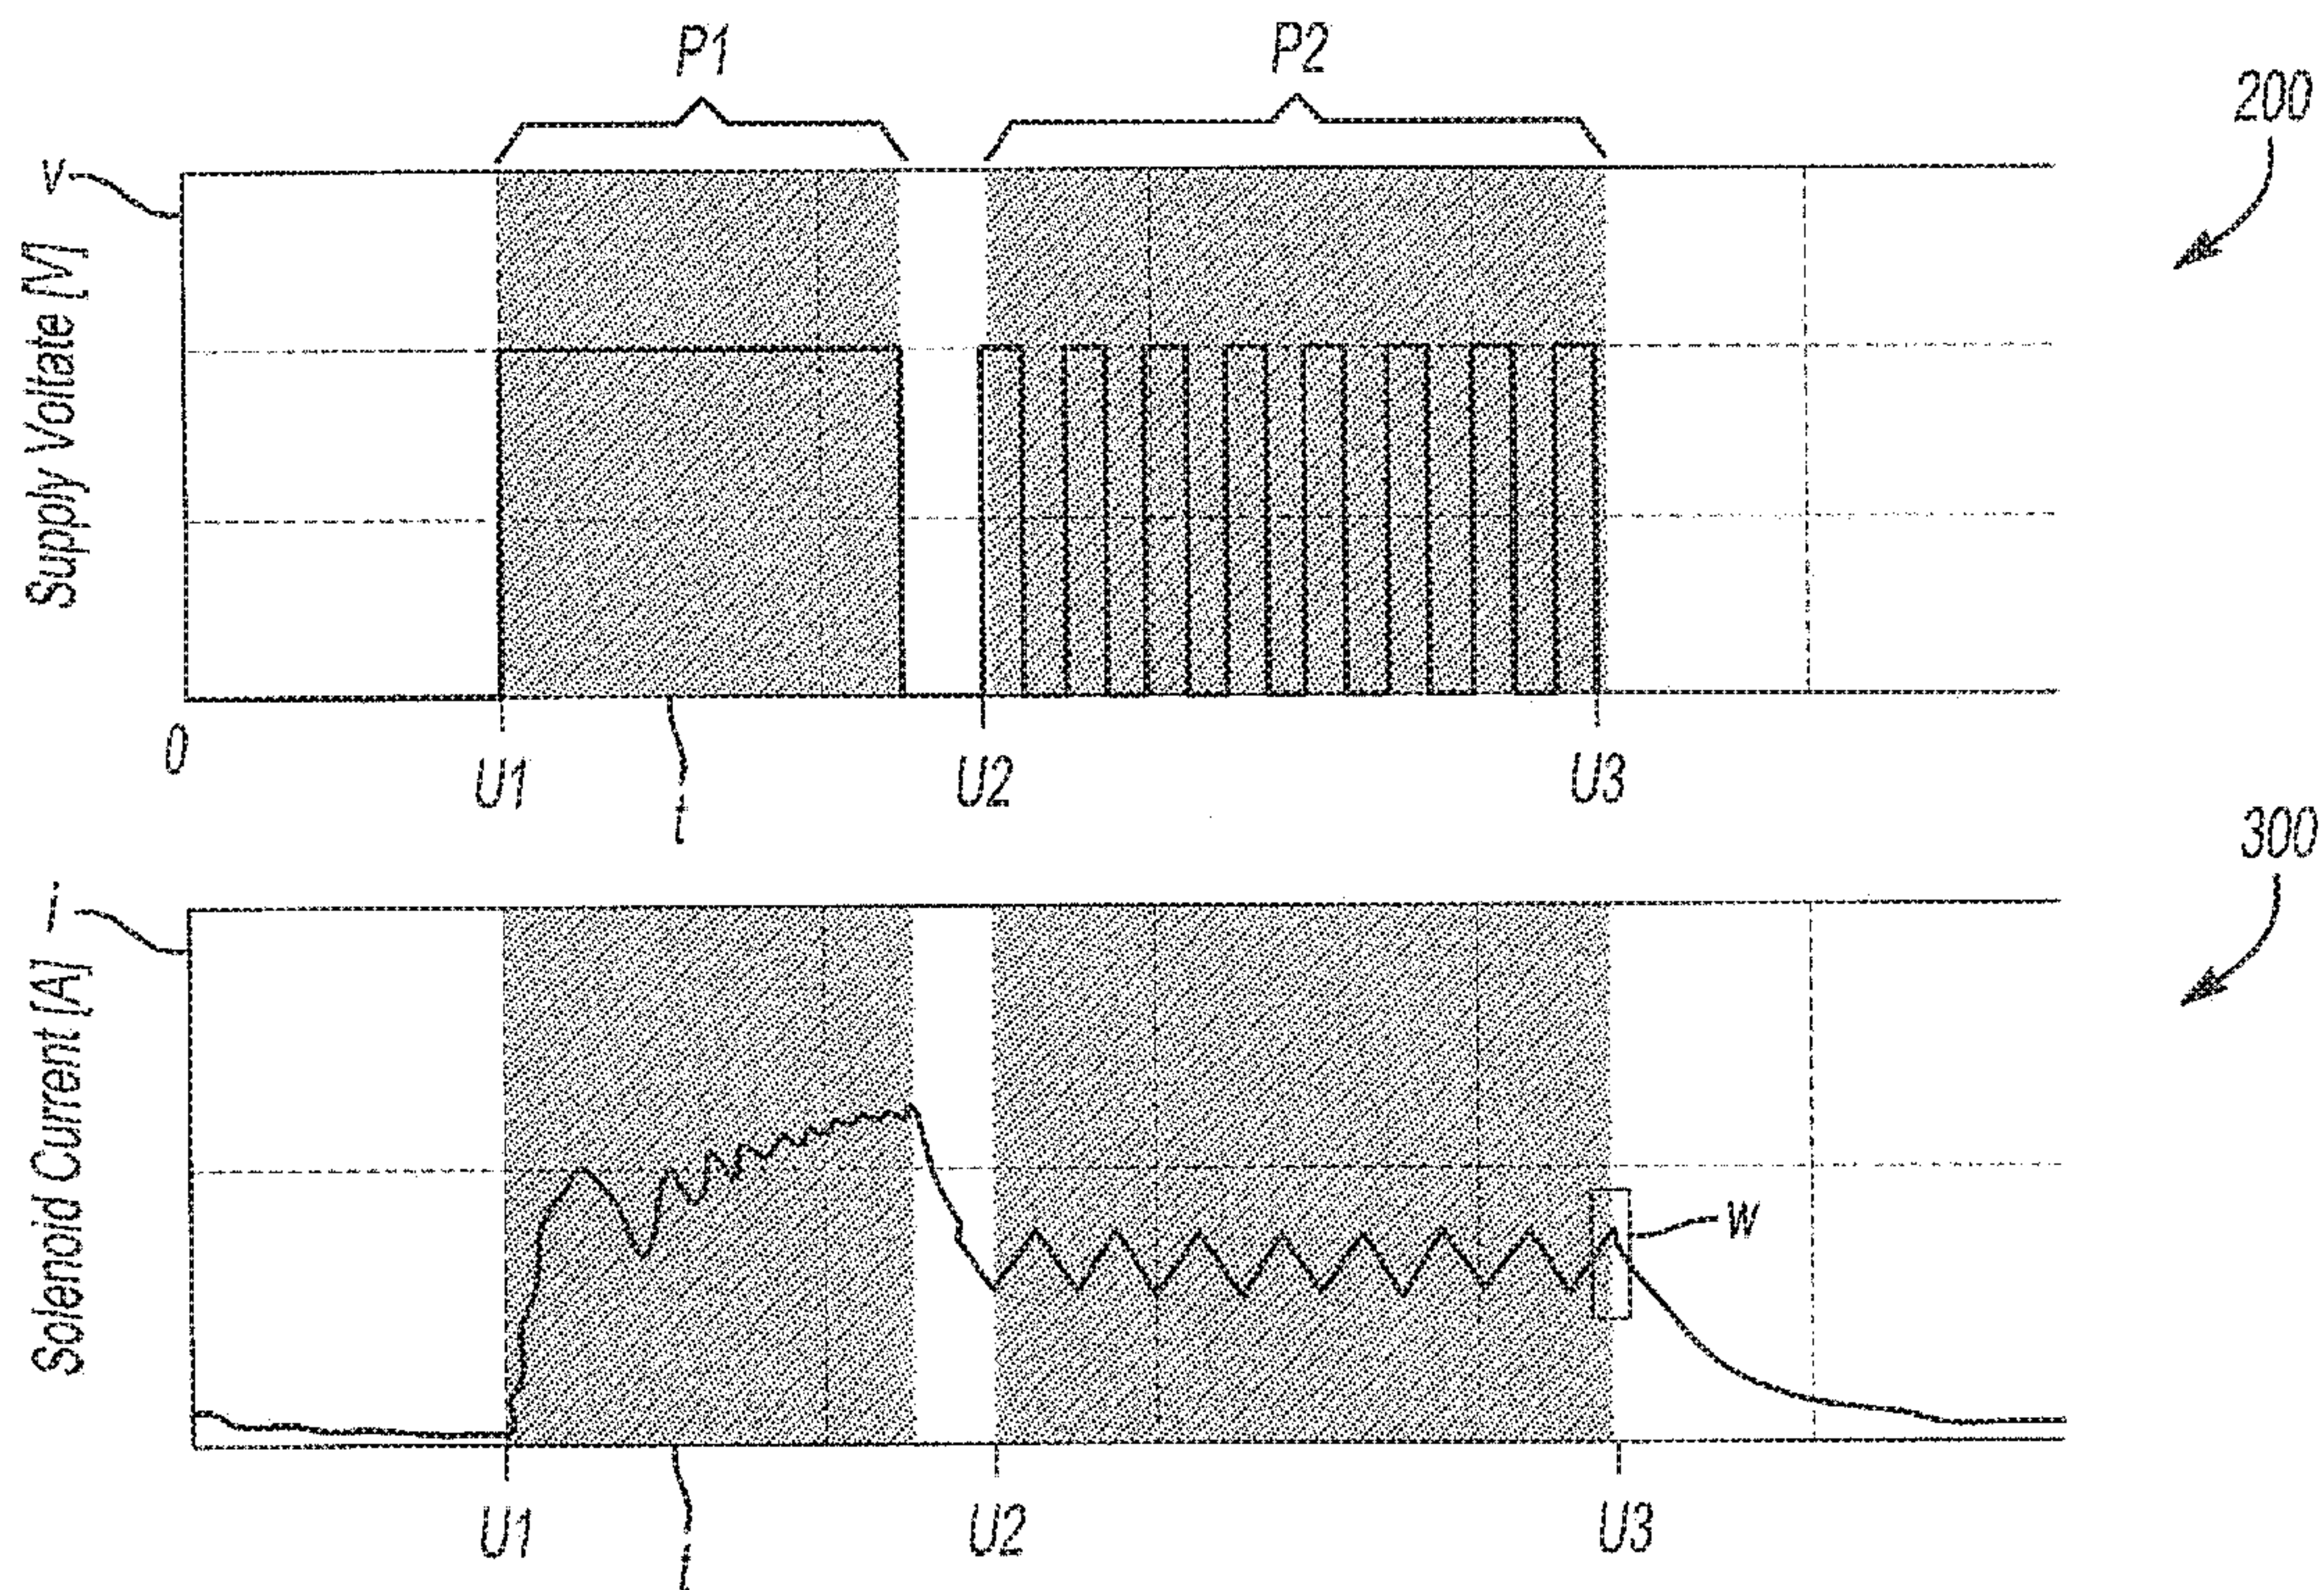 P1
P2
200
V
Supply Voltate [V]
0
U1
U2
U3
t
300
i
Solenoid Current [A]
W
U1
U2
U3